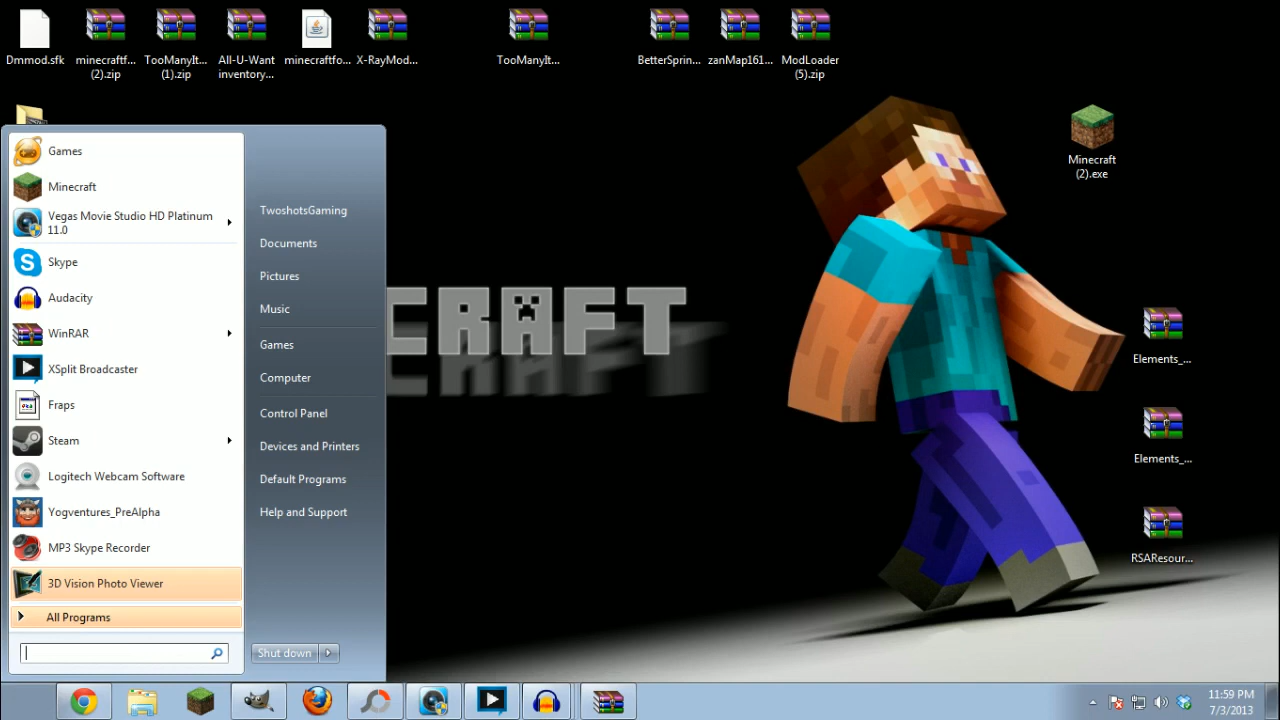 Dmmod.sfk
minecraftf...
(2).zip
TooManyIt...
(1).zip
All-U-Want
inventory...
minecraftfo...
X-RayMod...
TooManyIt...
BetterSprin...
zanMap161...
ModLoader
(5).zip
Minecraft
(2).exe
Games
Minecraft
Vegas Movie Studio HD Platinum
11.0
Skype
Audacity
WinRAR
XSplit Broadcaster
Fraps
Steam
Logitech Webcam Software
Yogventures_PreAlpha
MP3 Skype Recorder
3D Vision Photo Viewer
All Programs
TwoshotsGaming
Documents
Pictures
Music
Games
Computer
Control Panel
Devices and Printers
Default Programs
Help and Support
Shut down
CRAFT
Elements_...
Elements_...
RSAResour...
11:59 PM
7/3/2013